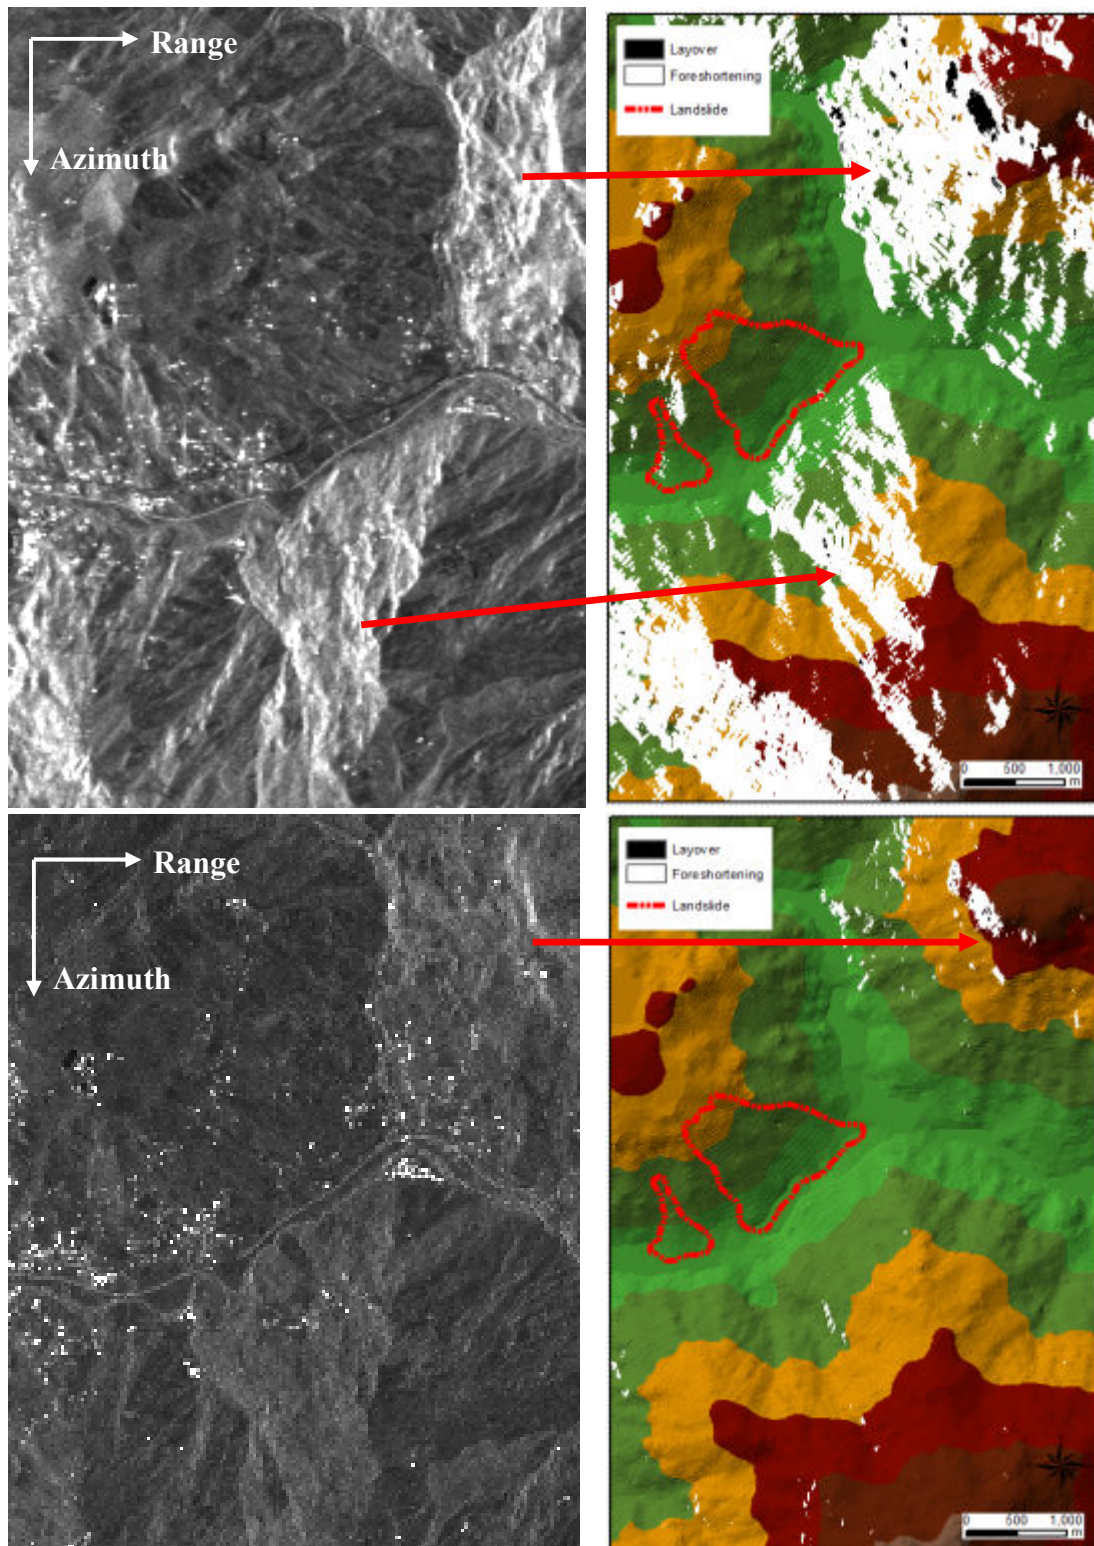 Range
Azimuth
Layover
Foreshortening
Landslide
0 500 1,000
m
Range
Azimuth
Layover
Foreshortening
Landslide
0 500 1,000
m